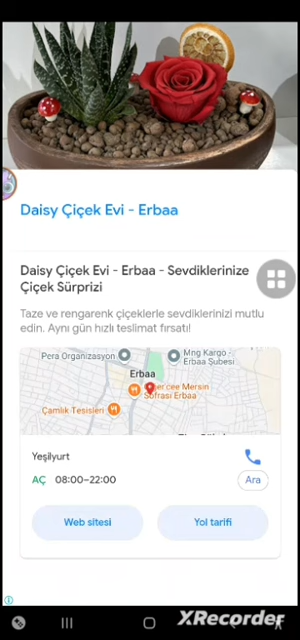 Daisy Çiçek Evi - Erbaa
Daisy Çiçek Evi - Erbaa - Sevdiklerinize
Çiçek Sürprizi
Taze ve rengarenk çiçeklerle sevdiklerinizi mutlu
edin. Aynı gün hızlı teslimat fırsatı!
Pera Organizasyon
Mng Kargo -
Erbaa Şubesi
Erbaa
cee Mersin
Sofrası Erbaa
Çamlık Tesisleri
Yeşilyurt
AÇ 08:00–22:00
Ara
Web sitesi
Yol tarifi
XRecorder